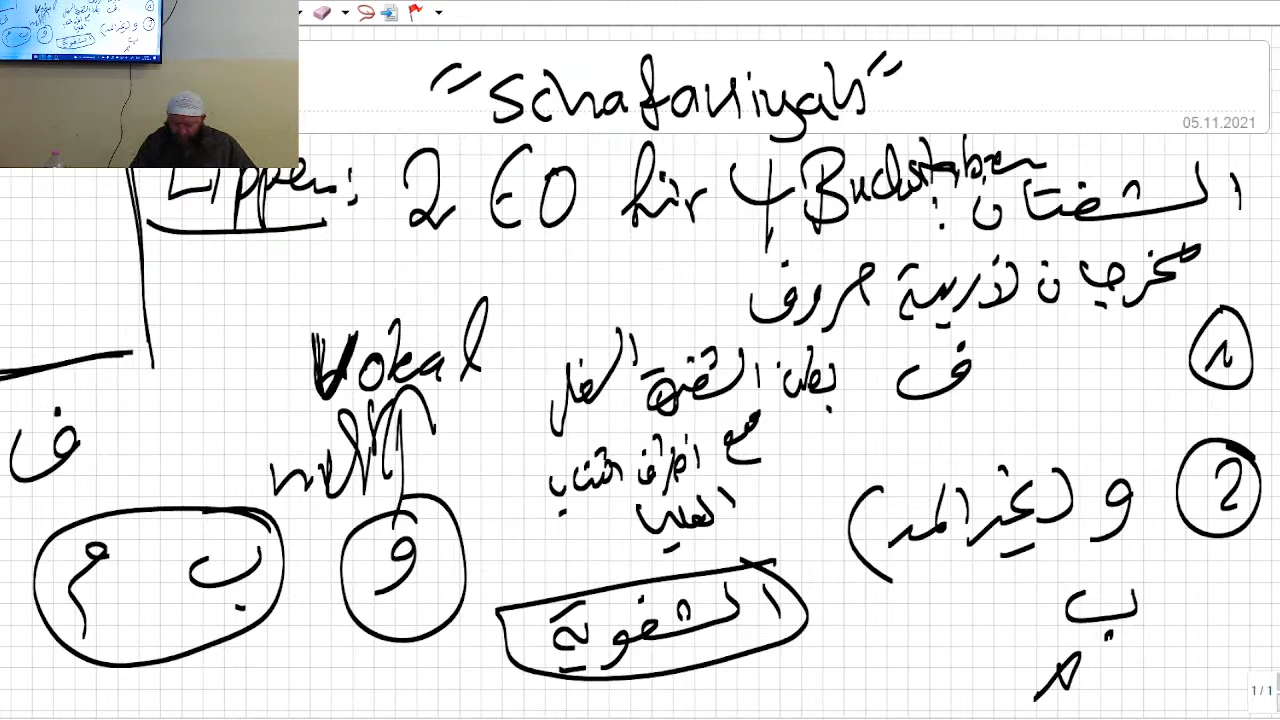 "Schafawiyah"
05.11.2021
Lippen: 2 EO für 4 Buchstaben
الشفتان:
مخرجان لأربعة حروف
1
ف بطن الشفة السفلى
مع أطراف الثنايا
العليا
2
و (غير المد)
ب
م
Vokal
ف
و
ب م
الشفوية
1 / 1